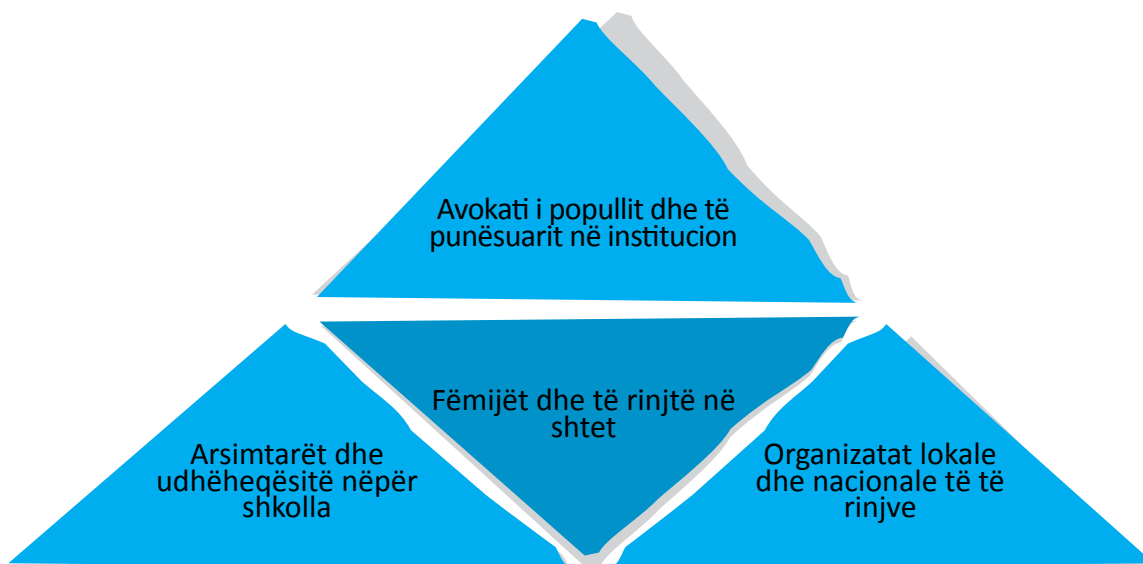 Avokati i popullit dhe të
punësuarit në institucion
Fëmijët dhe të rinjtë në
shtet
Arsimtarët dhe
udhëheqësitë nëpër
shkolla
Organizatat lokale
dhe nacionale të të
rinjve